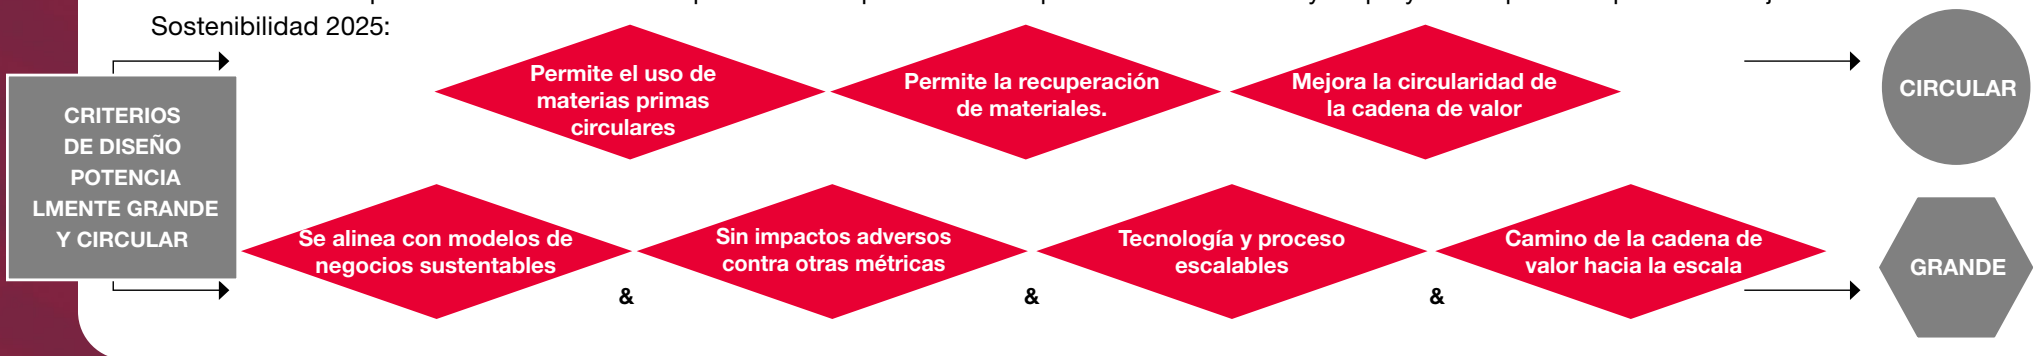 Sostenibilidad 2025:
CRITERIOS
DE DISEÑO
POTENCIA
LMENTE GRANDE
Y CIRCULAR
Permite el uso de
materias primas
circulares
Permite la recuperación
de materiales.
Mejora la circularidad de
la cadena de valor
CIRCULAR
Se alinea con modelos de
negocios sustentables
&
Sin impactos adversos
contra otras métricas
&
Tecnología y proceso
escalables
&
Camino de la cadena de
valor hacia la escala
GRANDE